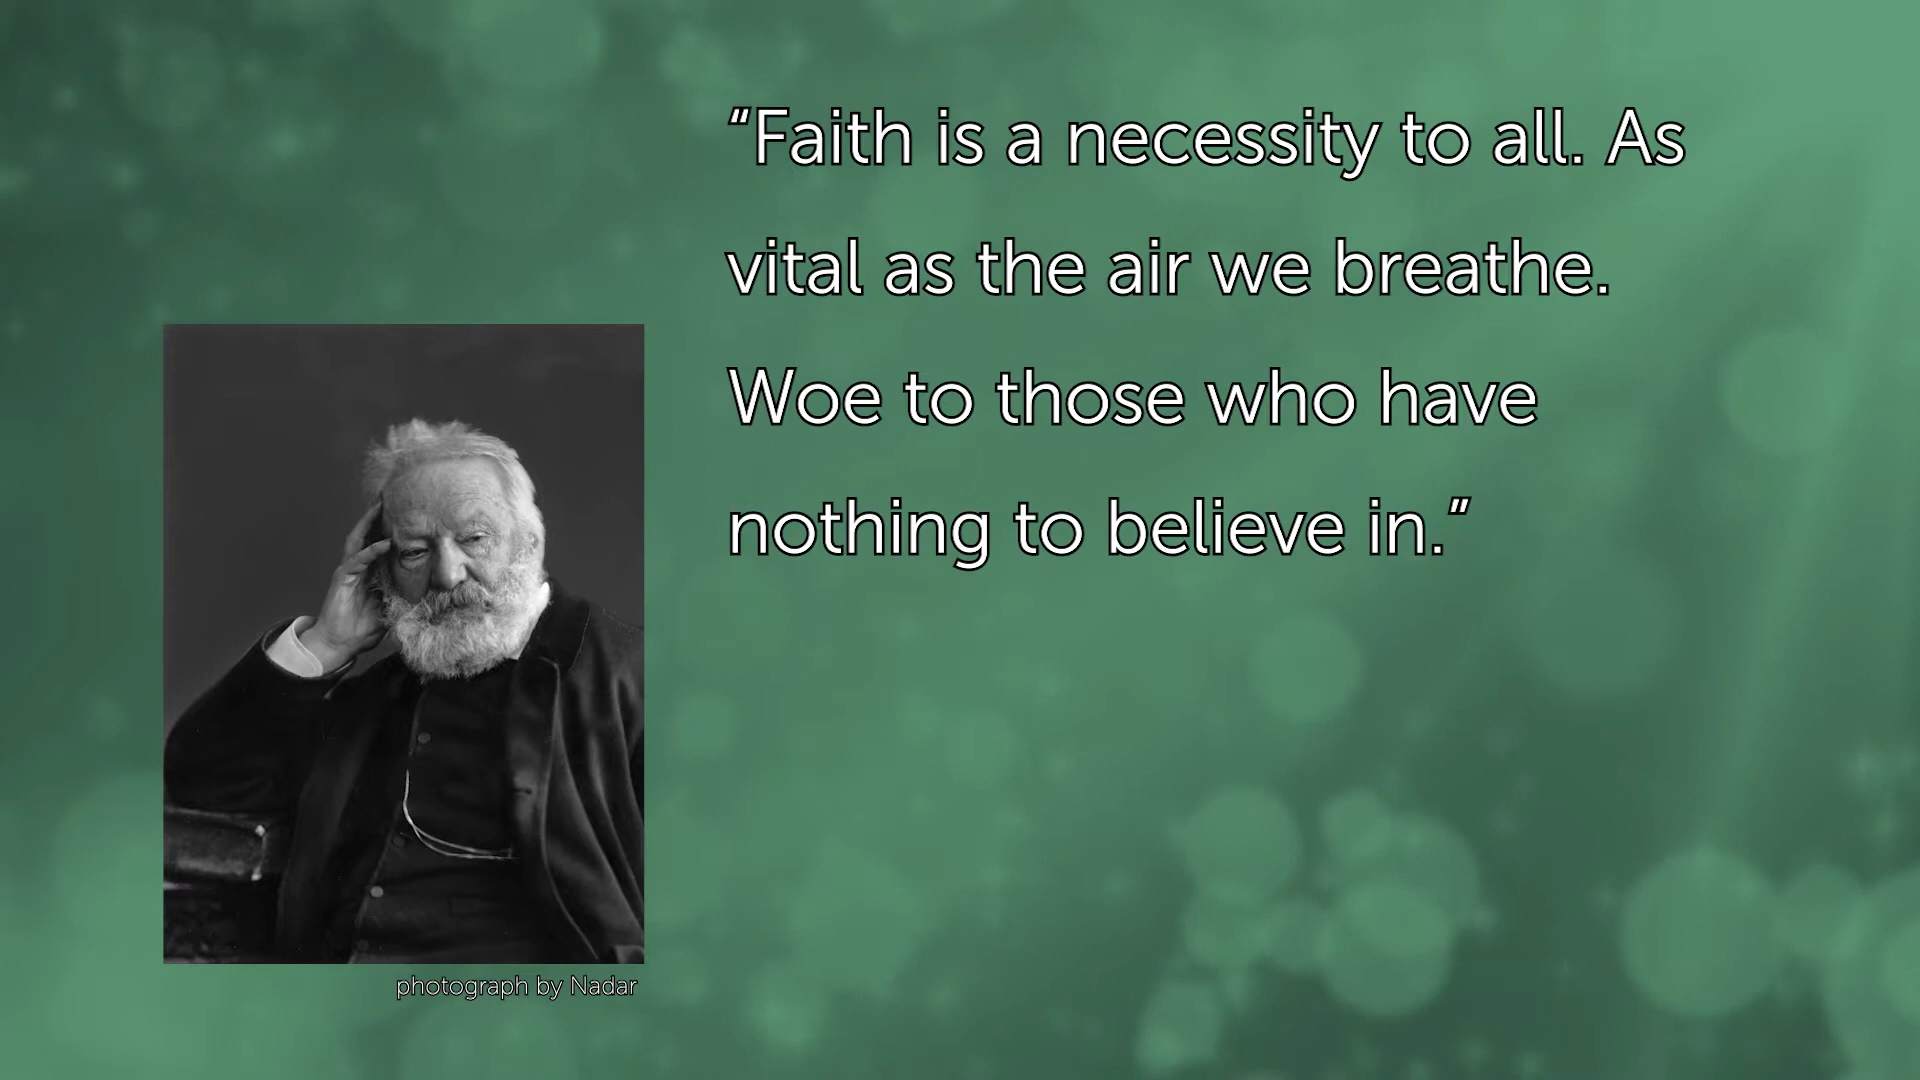 “Faith is a necessity to all. As
vital as the air we breathe.
Woe to those who have
nothing to believe in.”
photograph by Nadar